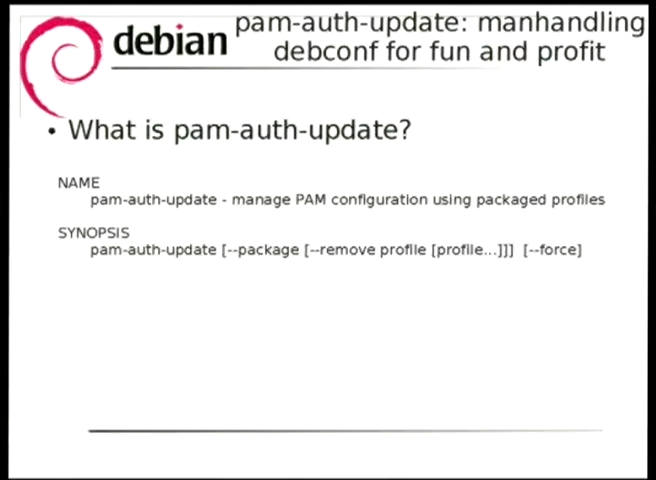 debian
pam-auth-update: manhandling
debconf for fun and profit
• What is pam-auth-update?
NAME
pam-auth-update - manage PAM configuration using packaged profiles
SYNOPSIS
pam-auth-update [--package [--remove profile [profile...]]] [--force]